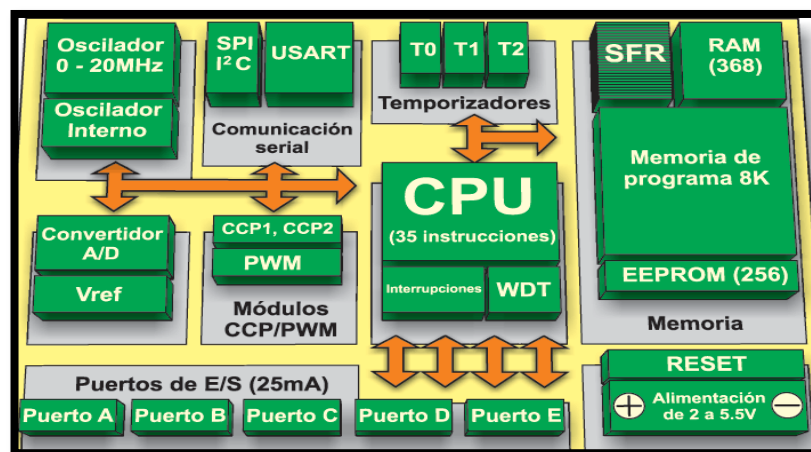 Oscilador
0 - 20MHz
Oscilador
Interno
SPI
I²C
USART
Comunicación
serial
T0
T1
T2
Temporizadores
SFR
RAM
(368)
Memoria de
programa 8K
EEPROM (256)
Memoria
CPU
(35 instrucciones)
Interrupciones
WDT
Convertidor
A/D
Vref
CCP1, CCP2
PWM
Módulos
CCP/PWM
Puertos de E/S (25mA)
Puerto A
Puerto B
Puerto C
Puerto D
Puerto E
RESET
+
Alimentación
de 2 a 5.5V
−